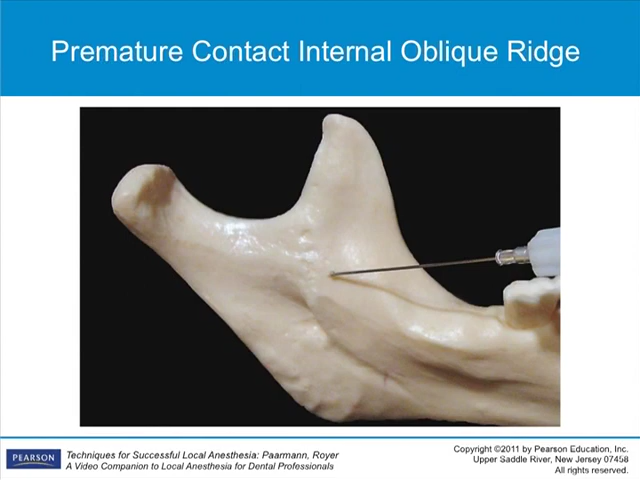 Premature Contact Internal Oblique Ridge
PEARSON
Techniques for Successful Local Anesthesia: Paarmann, Royer
A Video Companion to Local Anesthesia for Dental Professionals
Copyright ©2011 by Pearson Education, Inc.
Upper Saddle River, New Jersey 07458
All rights reserved.